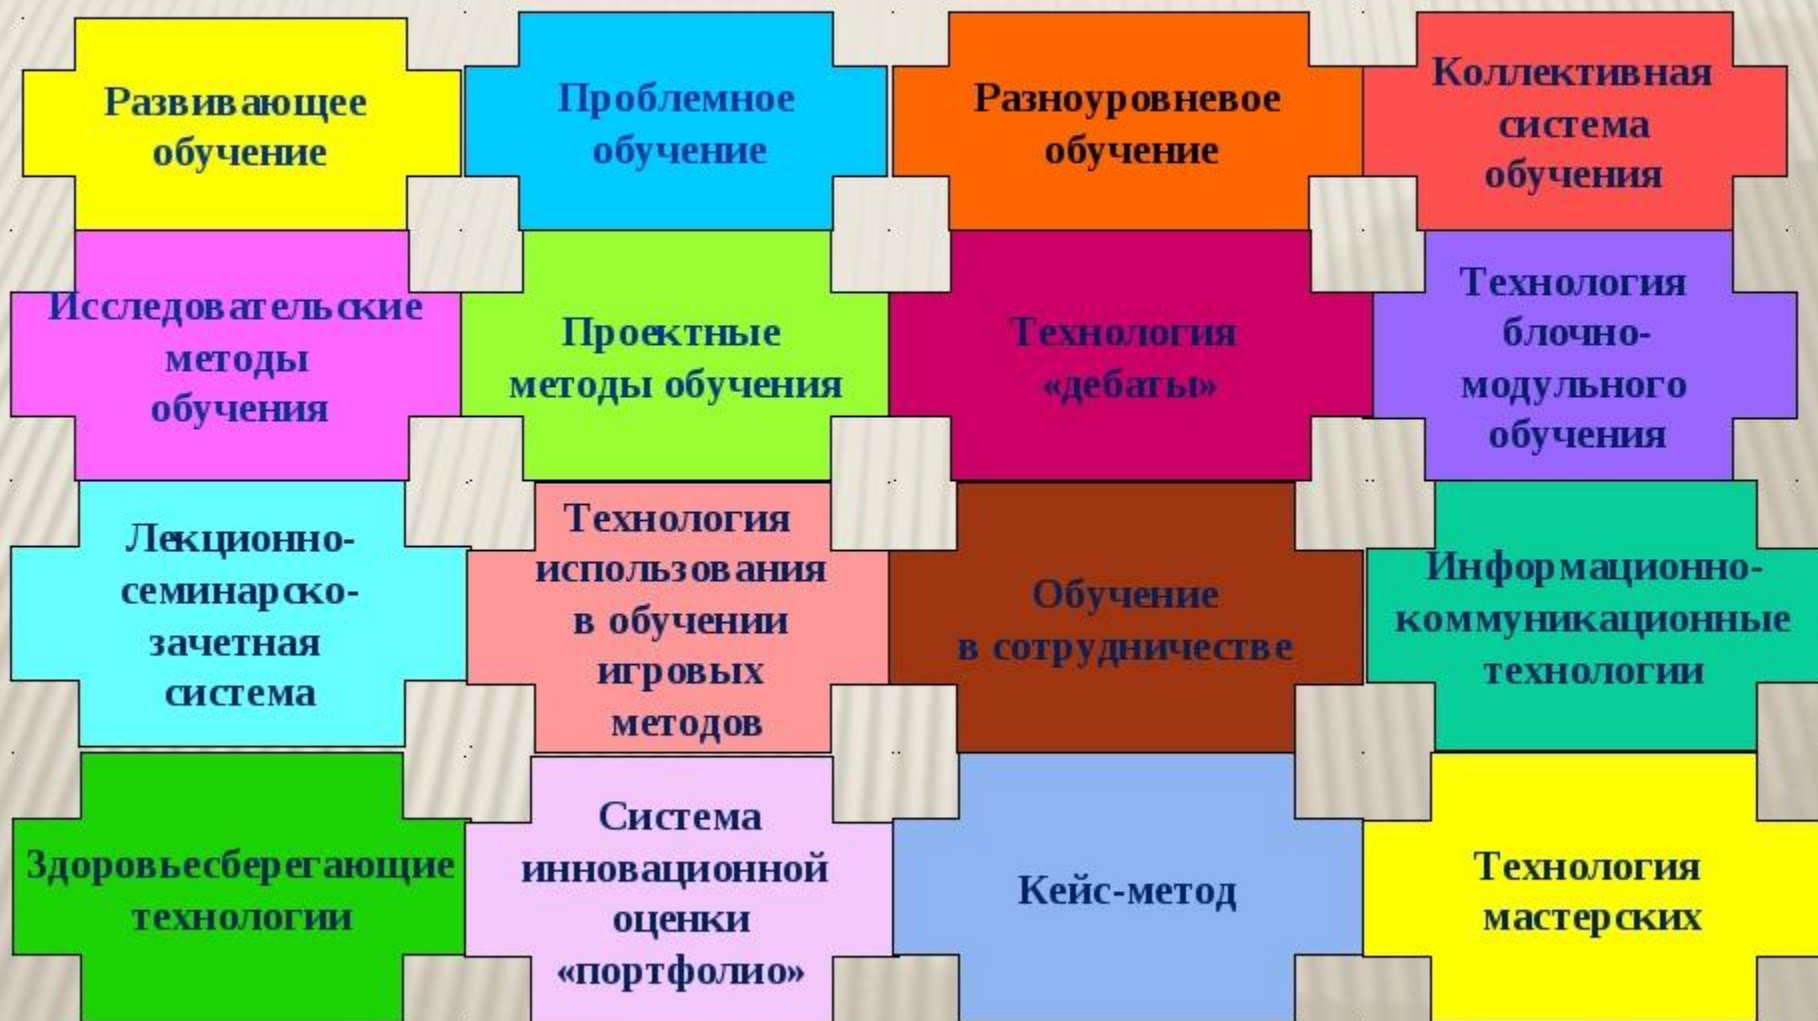 Развивающее
обучение
Проблемное
обучение
Разноуровневое
обучение
Коллективная
система
обучения
Исследовательские
методы
обучения
Проектные
методы обучения
Технология
«дебаты»
Технология
блочно-
модульного
обучения
Лекционно-
семинарско-
зачетная
система
Технология
использования
в обучении
игровых
методов
Обучение
в сотрудничестве
Информационно-
коммуникационные
технологии
Здоровьесберегающие
технологии
Система
инновационной
оценки
«портфолио»
Кейс-метод
Технология
мастерских